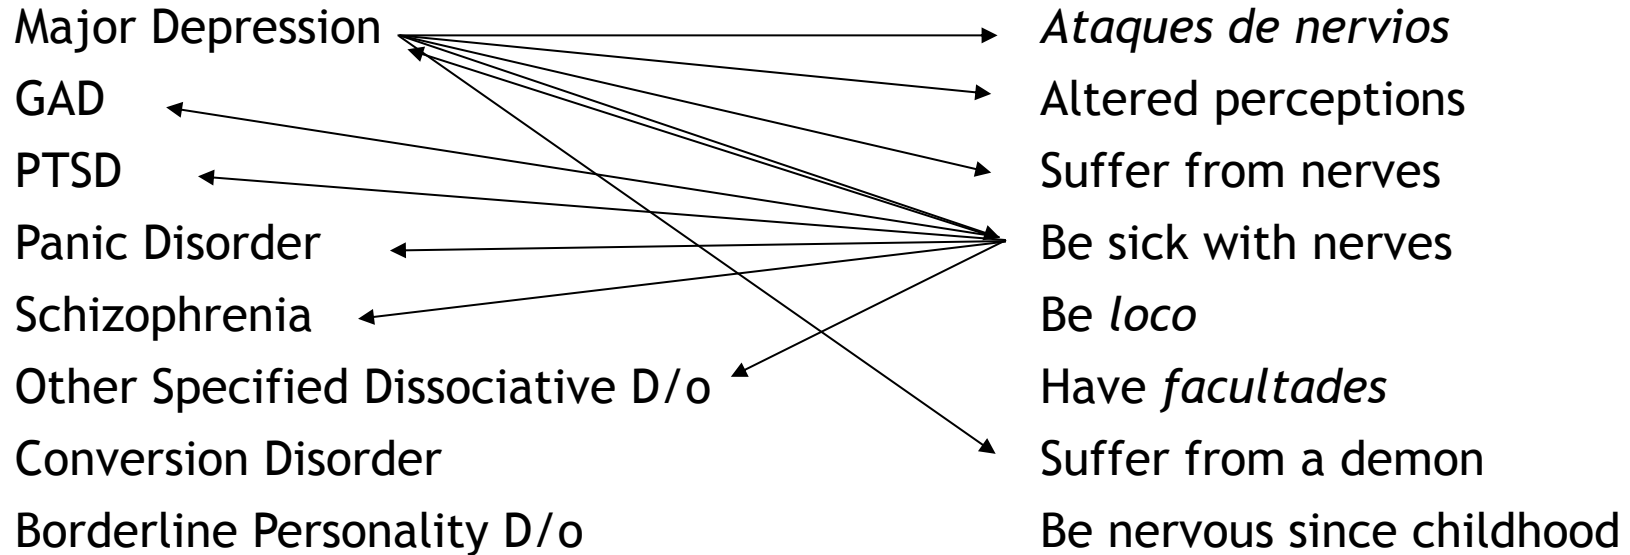 Major Depression
GAD
PTSD
Panic Disorder
Schizophrenia
Other Specified Dissociative D/o
Conversion Disorder
Borderline Personality D/o
Ataques de nervios
Altered perceptions
Suffer from nerves
Be sick with nerves
Be loco
Have facultades
Suffer from a demon
Be nervous since childhood